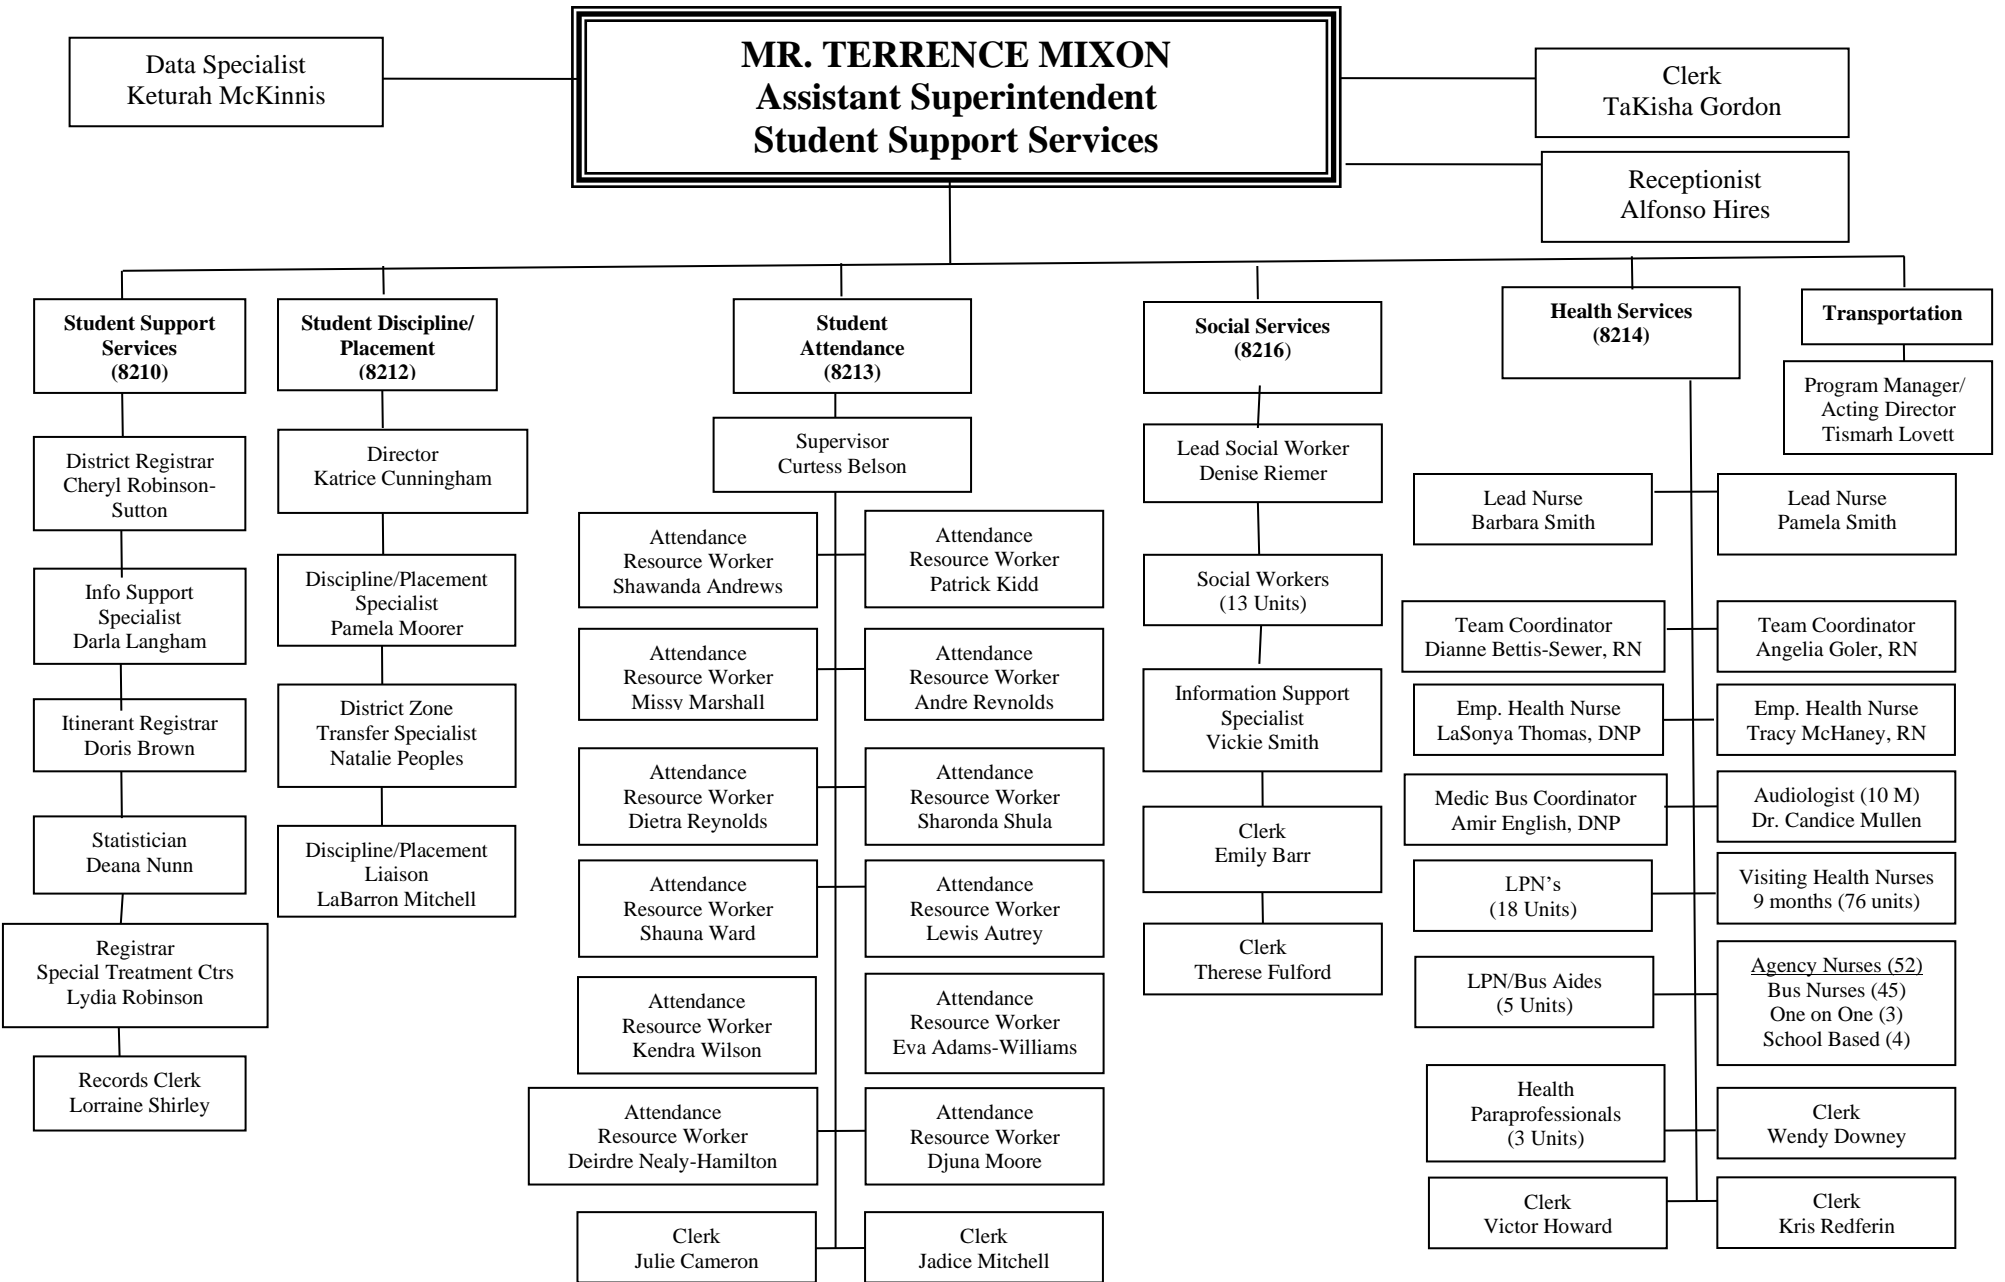 Data Specialist
Keturah McKinnis
MR. TERRENCE MIXON
Assistant Superintendent
Student Support Services
Clerk
TaKisha Gordon
Receptionist
Alfonso Hires
Student Support
Services
(8210)
District Registrar
Cheryl Robinson-
Sutton
Info Support
Specialist
Darla Langham
Itinerant Registrar
Doris Brown
Statistician
Deana Nunn
Registrar
Special Treatment Ctrs
Lydia Robinson
Records Clerk
Lorraine Shirley
Student Discipline/
Placement
(8212)
Director
Katrice Cunningham
Discipline/Placement
Specialist
Pamela Moorer
District Zone
Transfer Specialist
Natalie Peoples
Discipline/Placement
Liaison
LaBarron Mitchell
Student
Attendance
(8213)
Supervisor
Curtess Belson
Attendance
Resource Worker
Shawanda Andrews
Attendance
Resource Worker
Patrick Kidd
Attendance
Resource Worker
Missy Marshall
Attendance
Resource Worker
Andre Reynolds
Attendance
Resource Worker
Dietra Reynolds
Attendance
Resource Worker
Sharonda Shula
Attendance
Resource Worker
Shauna Ward
Attendance
Resource Worker
Lewis Autrey
Attendance
Resource Worker
Kendra Wilson
Attendance
Resource Worker
Eva Adams-Williams
Attendance
Resource Worker
Deirdre Nealy-Hamilton
Attendance
Resource Worker
Djuna Moore
Clerk
Julie Cameron
Clerk
Jadice Mitchell
Social Services
(8216)
Lead Social Worker
Denise Riemer
Social Workers
(13 Units)
Information Support
Specialist
Vickie Smith
Clerk
Emily Barr
Clerk
Therese Fulford
Health Services
(8214)
Lead Nurse
Barbara Smith
Lead Nurse
Pamela Smith
Team Coordinator
Dianne Bettis-Sewer, RN
Team Coordinator
Angelia Goler, RN
Emp. Health Nurse
LaSonya Thomas, DNP
Emp. Health Nurse
Tracy McHaney, RN
Medic Bus Coordinator
Amir English, DNP
Audiologist (10 M)
Dr. Candice Mullen
LPN’s
(18 Units)
Visiting Health Nurses
9 months (76 units)
LPN/Bus Aides
(5 Units)
Agency Nurses (52)
Bus Nurses (45)
One on One (3)
School Based (4)
Health
Paraprofessionals
(3 Units)
Clerk
Wendy Downey
Clerk
Victor Howard
Clerk
Kris Redferin
Transportation
Program Manager/
Acting Director
Tismarh Lovett